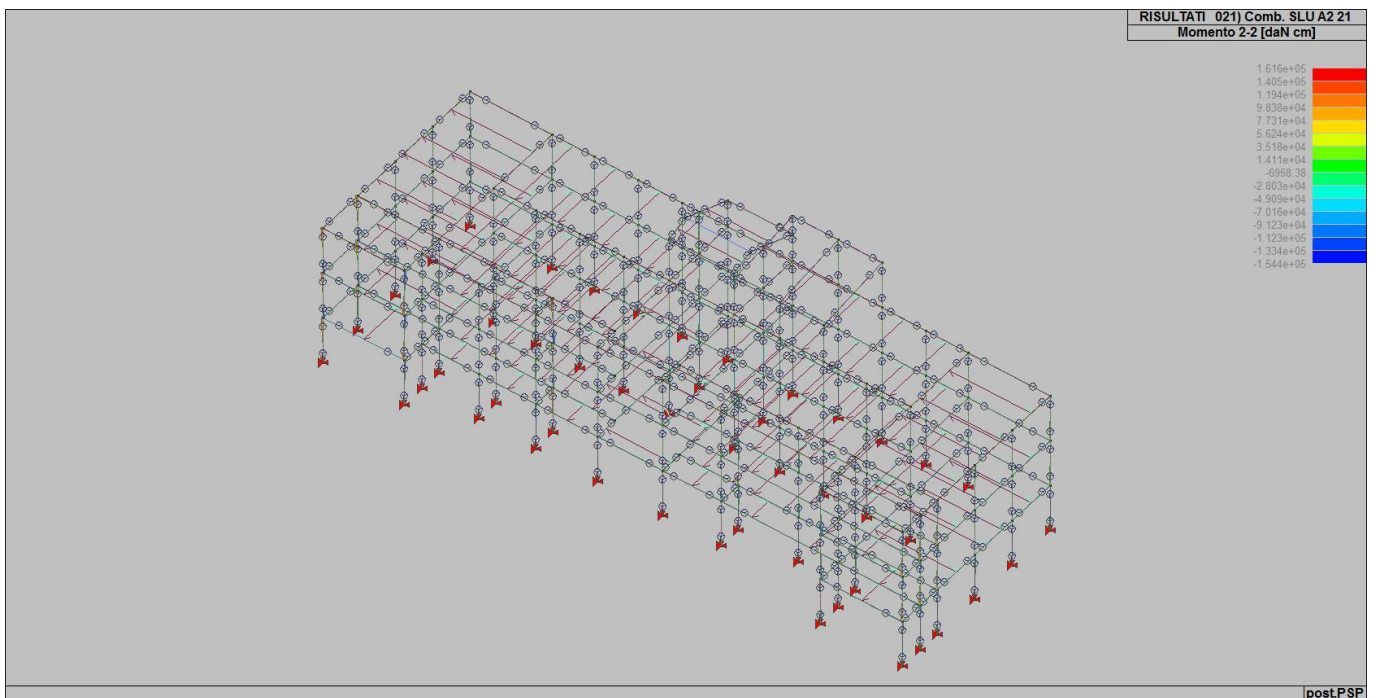 RISULTATI 021) Comb. SLU A2 21
Momento 2-2 [daN cm]
1.616e+05
1.405e+05
1.194e+05
9.838e+04
7.731e+04
5.624e+04
3.518e+04
1.411e+04
-6958.38
-2.803e+04
-4.909e+04
-7.016e+04
-9.123e+04
-1.123e+05
-1.334e+05
-1.544e+05
post.PSP